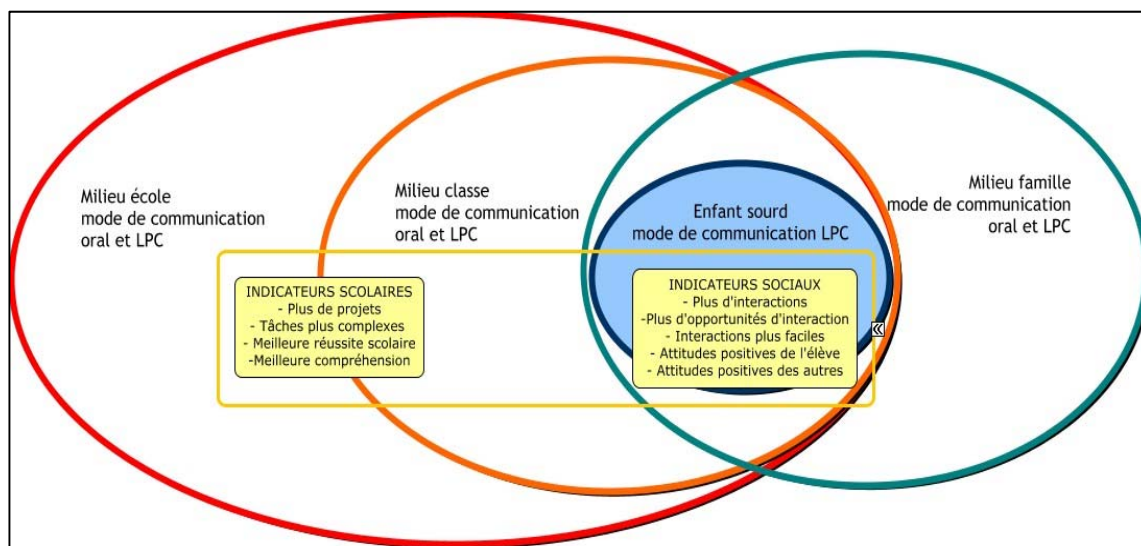 Milieu école
mode de communication
oral et LPC
Milieu classe
mode de communication
oral et LPC
Enfant sourd
mode de communication LPC
Milieu famille
mode de communication
oral et LPC
INDICATEURS SCOLAIRES
- Plus de projets
- Tâches plus complexes
- Meilleure réussite scolaire
-Meilleure compréhension
INDICATEURS SOCIAUX
- Plus d'interactions
-Plus d'opportunités d'interaction
- Interactions plus faciles
- Attitudes positives de l'élève
- Attitudes positives des autres